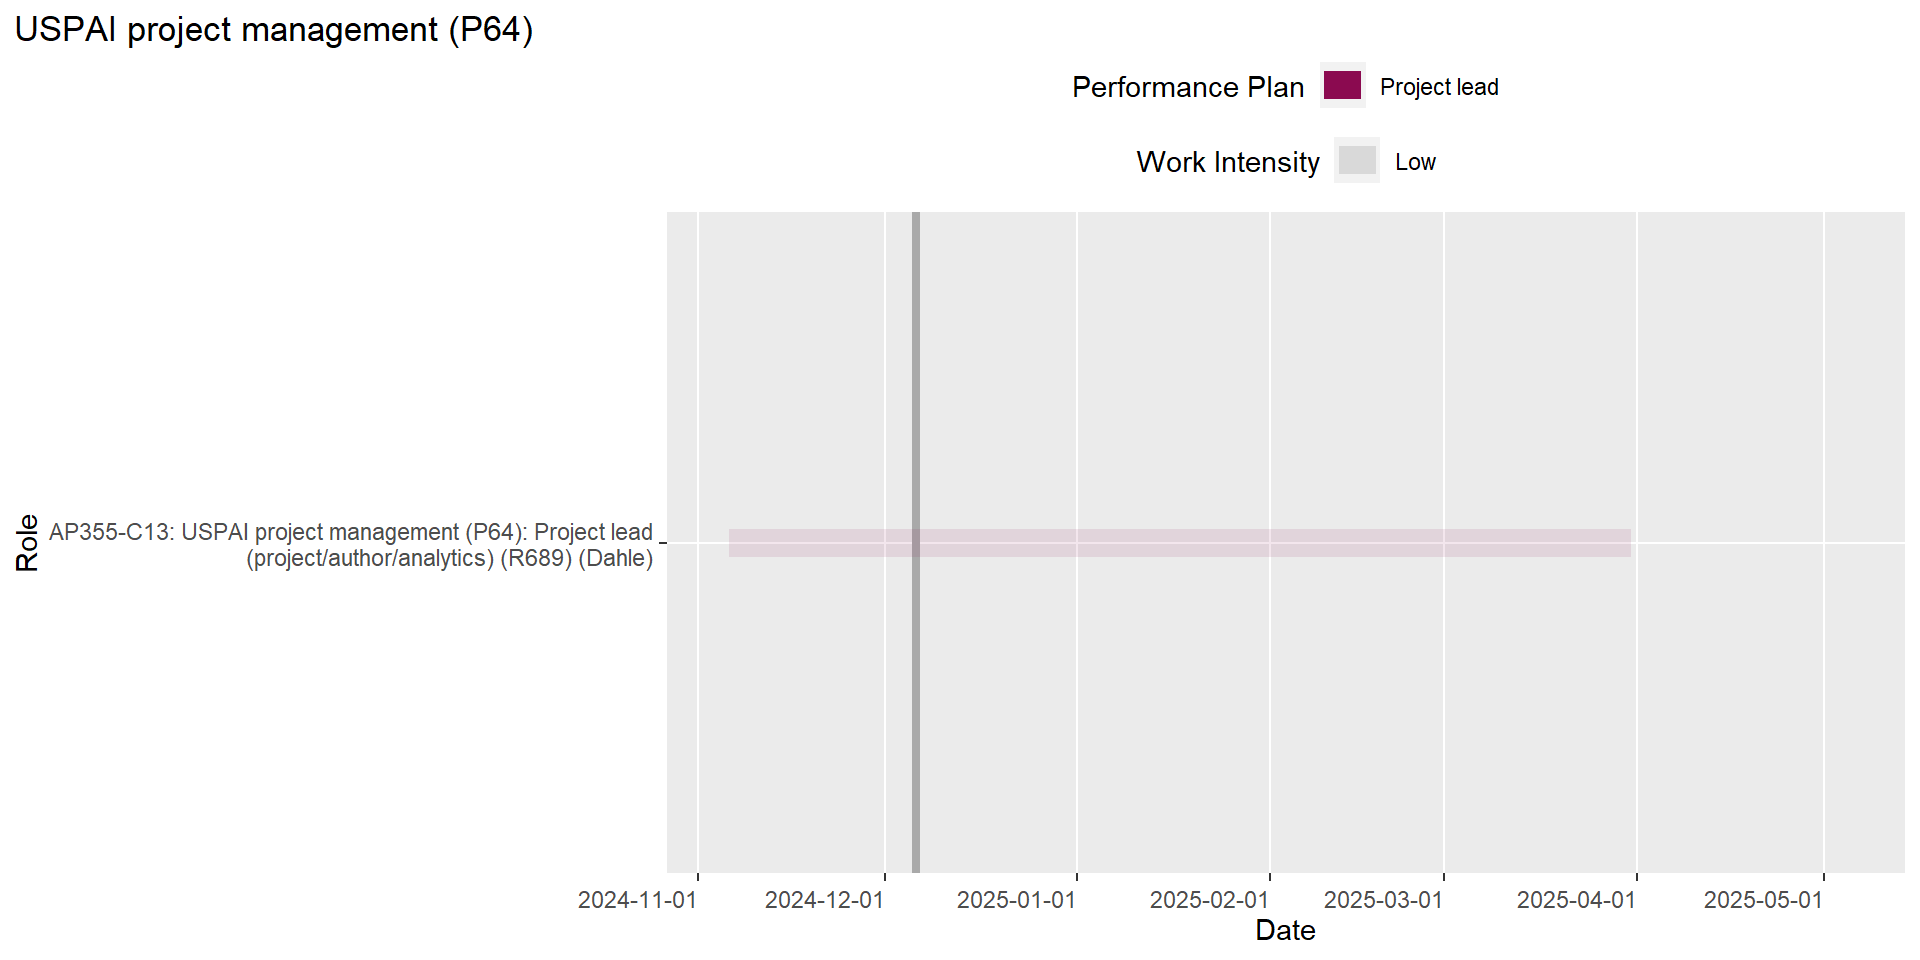 USPAI project management (P64)
Performance Plan
Project lead
Work Intensity
Low
Role
AP355-C13: USPAI project management (P64): Project lead
(project/author/analytics) (R689) (Dahle)
2024-11-01
2024-12-01
2025-01-01
2025-02-01
2025-03-01
2025-04-01
2025-05-01
Date